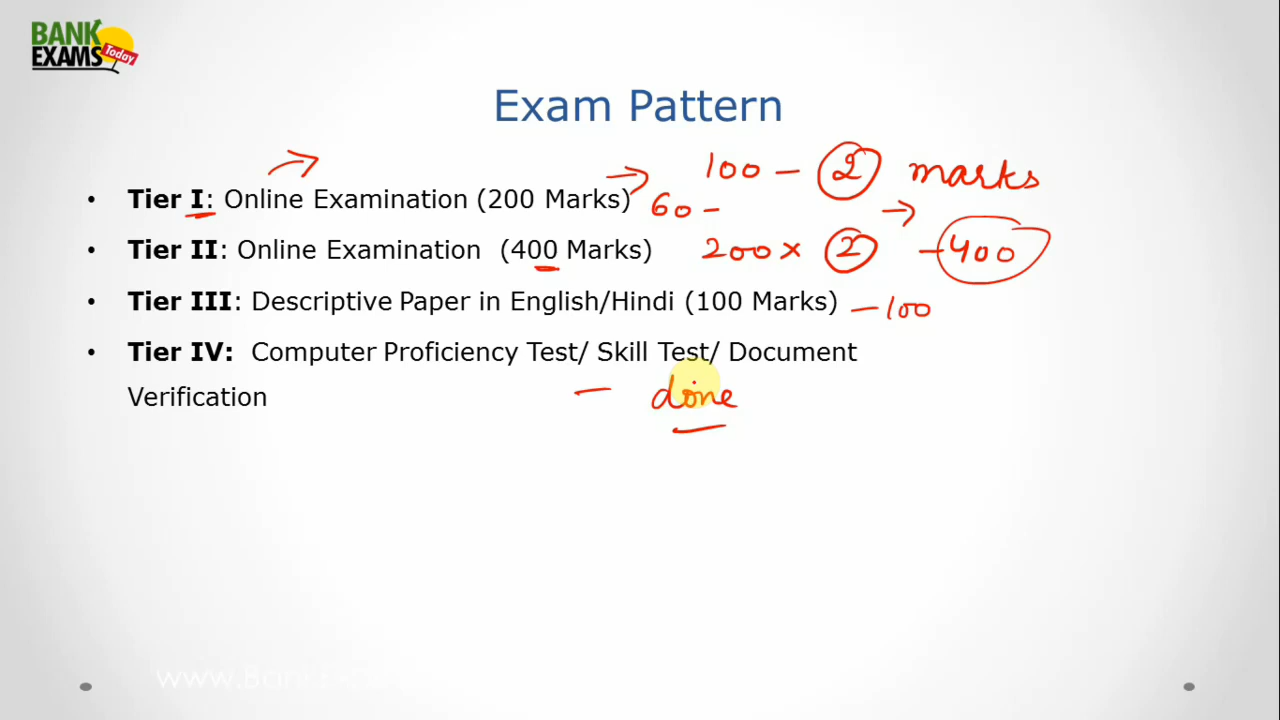 BANK
EXAMS
Today
Exam Pattern
100 - 2 marks
• Tier I: Online Examination (200 Marks) 60 -
• Tier II: Online Examination (400 Marks) 200 x 2 - 400
• Tier III: Descriptive Paper in English/Hindi (100 Marks) - 100
• Tier IV: Computer Proficiency Test/ Skill Test/ Document
Verification - done